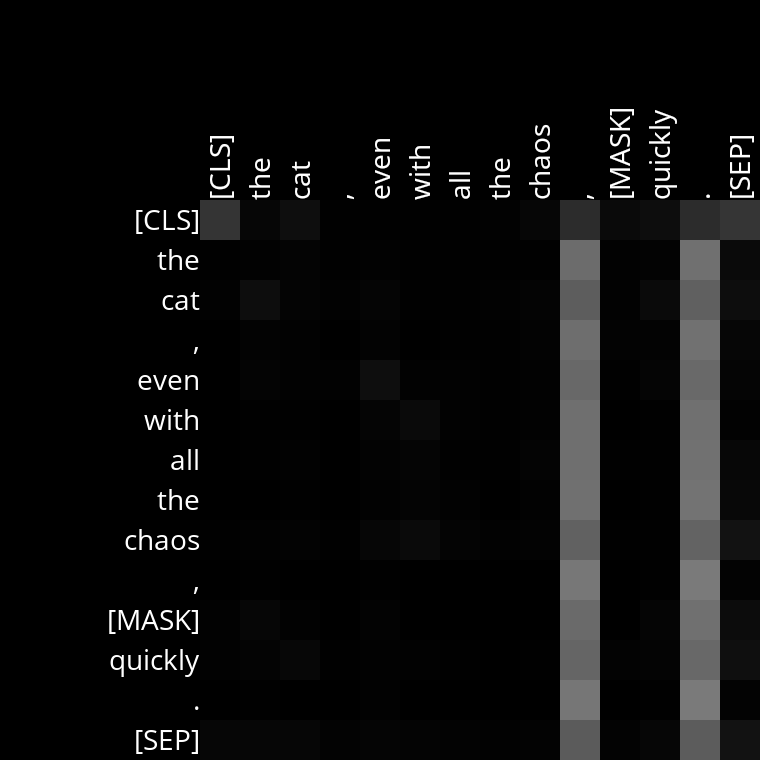 [CLS] the cat , even with all the chaos , [MASK] quickly . [SEP]
[CLS]
the
cat
,
even
with
all
the
chaos
,
[MASK]
quickly
.
[SEP]